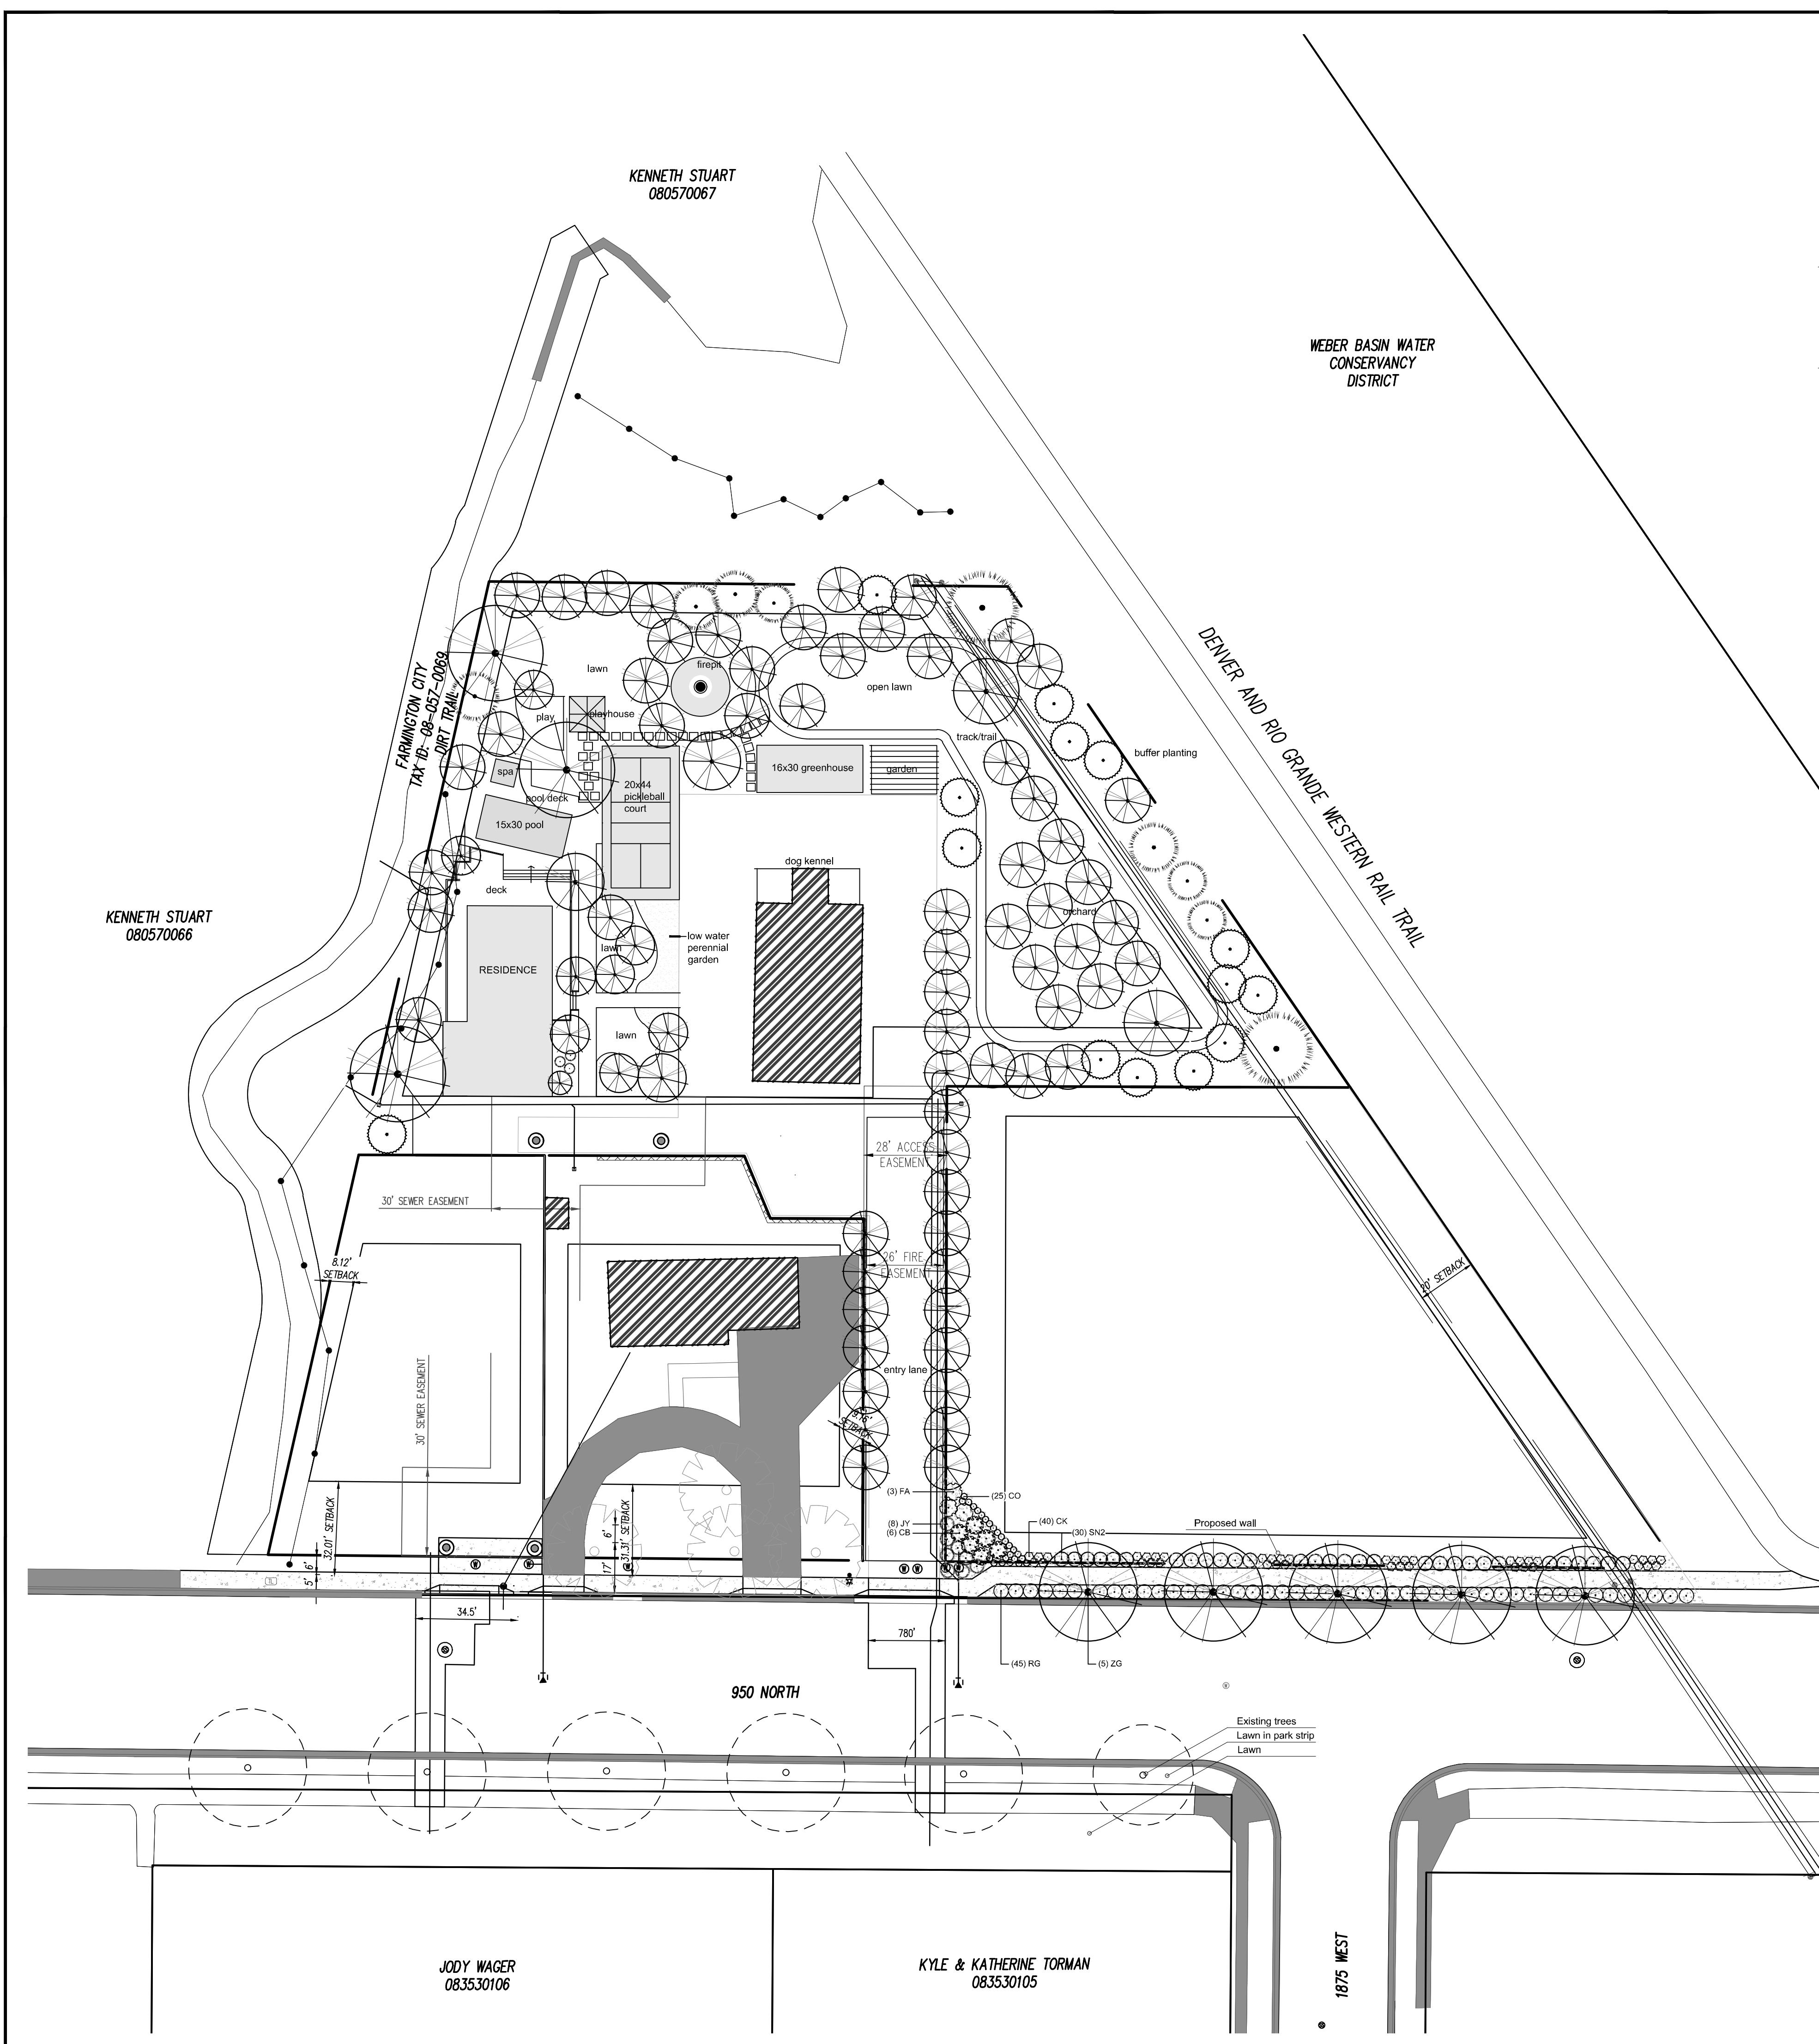 KENNETH STUART
080570067
WEBER BASIN WATER
CONSERVANCY
DISTRICT
DENVER AND RIO GRANDE WESTERN RAIL TRAIL
FARMINGTON CITY
TAX ID: 08-057-0069
DIRT TRAIL
lawn
firepit
open lawn
play
playhouse
track/trail
buffer planting
spa
16x30 greenhouse
garden
20x44
pickleball
court
pool deck
15x30 pool
dog kennel
deck
orchard
KENNETH STUART
080570066
low water
perennial
garden
lawn
RESIDENCE
lawn
28' ACCESS
EASEMENT
30' SEWER EASEMENT
26' FIRE
EASEMENT
8.12'
SETBACK
20' SETBACK
30' SEWER EASEMENT
entry lane
9.16'
SETBACK
(3) FA
(25) CO
(8) JY
(6) CB
(40) CK
(30) SN2
Proposed wall
32.01' SETBACK
31.31' SETBACK
6'
17'
6'
5'
34.5'
780'
(45) RG
(5) ZG
950 NORTH
Existing trees
Lawn in park strip
Lawn
JODY WAGER
083530106
KYLE & KATHERINE TORMAN
083530105
1875 WEST